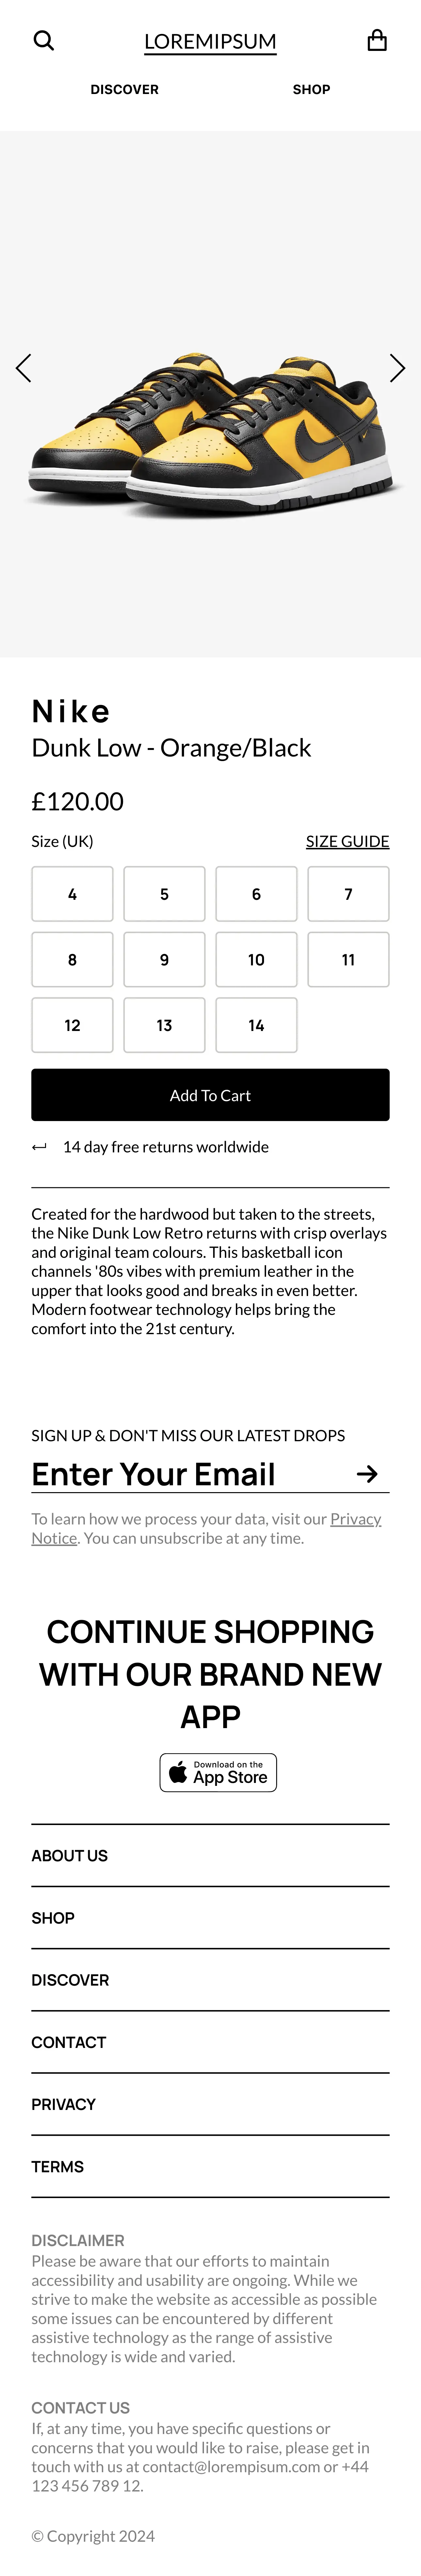 LOREMIPSUM
DISCOVER
SHOP
Nike
Dunk Low - Orange/Black
£120.00
Size (UK)
SIZE GUIDE
4
5
6
7
8
9
10
11
12
13
14
Add To Cart
14 day free returns worldwide
Created for the hardwood but taken to the streets,
the Nike Dunk Low Retro returns with crisp overlays
and original team colours. This basketball icon
channels '80s vibes with premium leather in the
upper that looks good and breaks in even better.
Modern footwear technology helps bring the
comfort into the 21st century.
SIGN UP & DON'T MISS OUR LATEST DROPS
Enter Your Email
To learn how we process your data, visit our Privacy
Notice. You can unsubscribe at any time.
CONTINUE SHOPPING
WITH OUR BRAND NEW
APP
Download on the
App Store
ABOUT US
SHOP
DISCOVER
CONTACT
PRIVACY
TERMS
DISCLAIMER
Please be aware that our efforts to maintain
accessibility and usability are ongoing. While we
strive to make the website as accessible as possible
some issues can be encountered by different
assistive technology as the range of assistive
technology is wide and varied.
CONTACT US
If, at any time, you have specific questions or
concerns that you would like to raise, please get in
touch with us at contact@lorempisum.com or +44
123 456 789 12.
© Copyright 2024